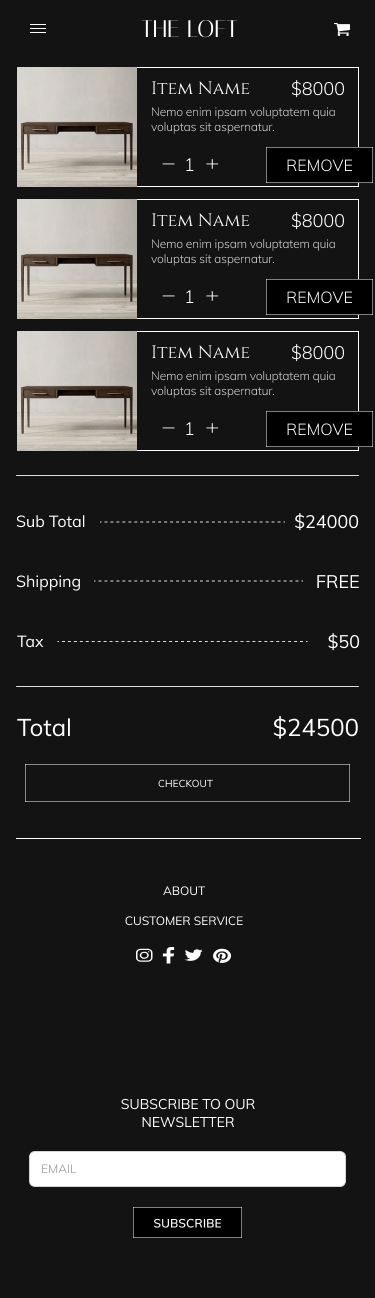 THE LOFT
Item Name $8000
Nemo enim ipsam voluptatem quia
voluptas sit aspernatur.
— 1 + REMOVE
Item Name $8000
Nemo enim ipsam voluptatem quia
voluptas sit aspernatur.
— 1 + REMOVE
Item Name $8000
Nemo enim ipsam voluptatem quia
voluptas sit aspernatur.
— 1 + REMOVE
Sub Total $24000
Shipping FREE
Tax $50
Total $24500
CHECKOUT
ABOUT
CUSTOMER SERVICE
SUBSCRIBE TO OUR
NEWSLETTER
EMAIL
SUBSCRIBE